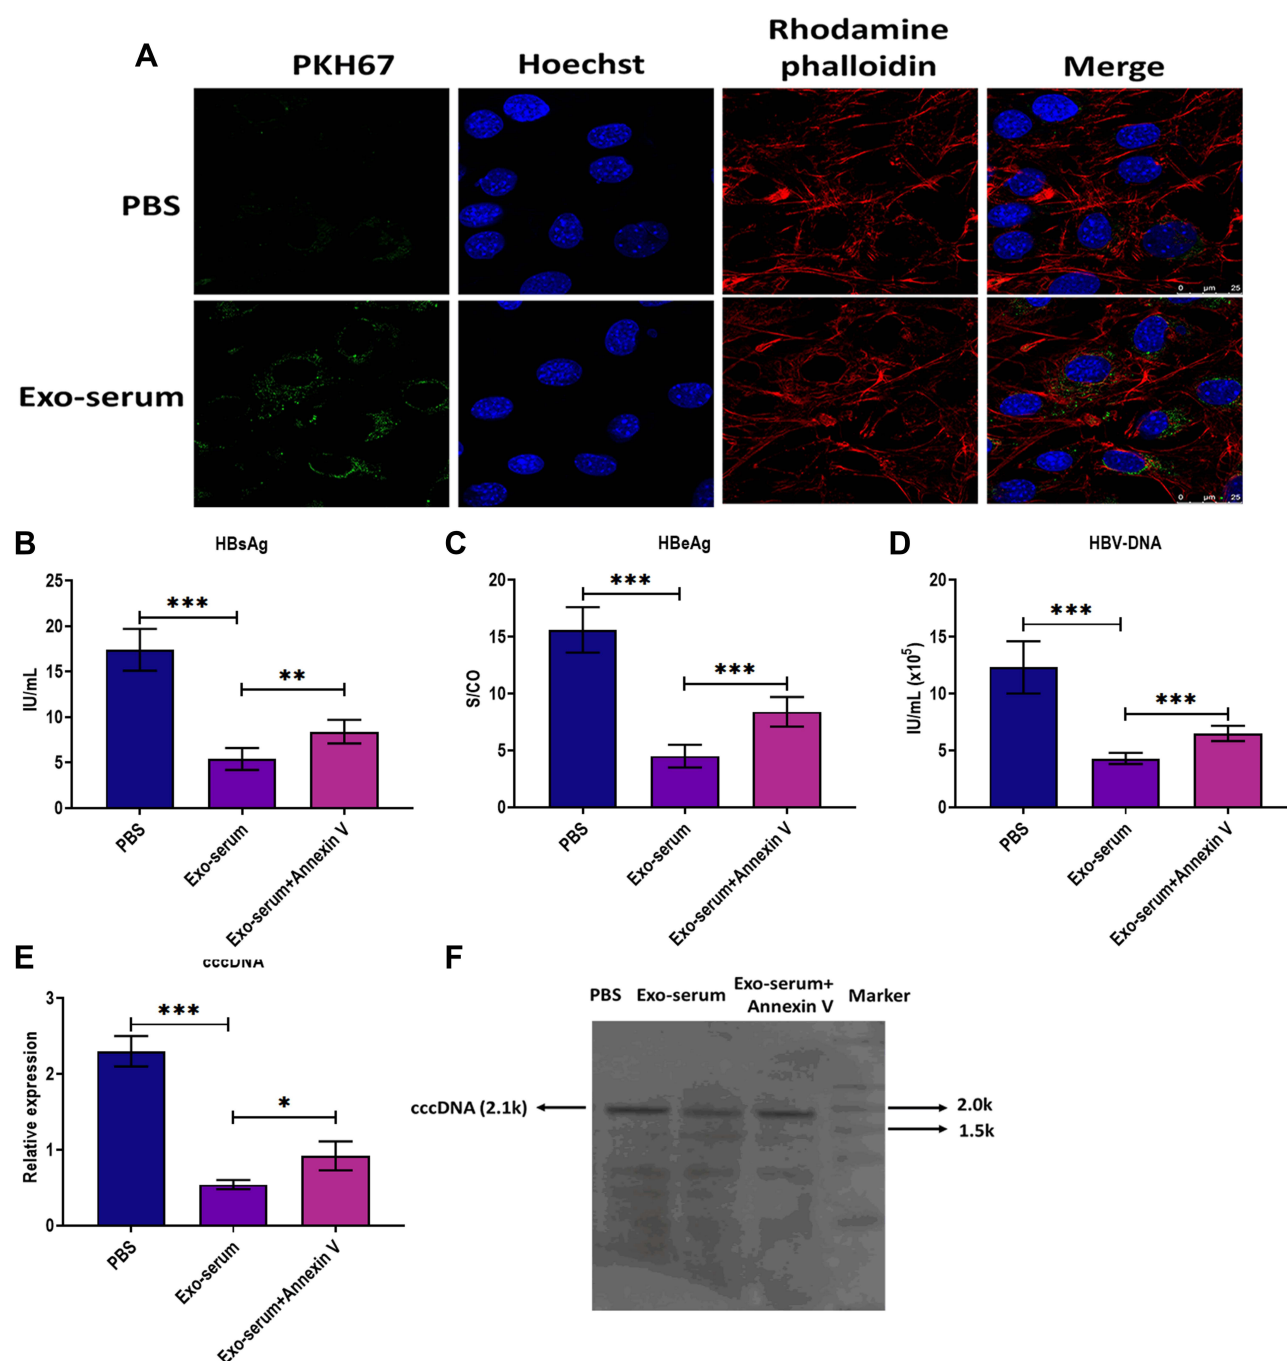 A
PKH67
Hoechst
Rhodamine
phalloidin
Merge
PBS
0 µm 25
Exo-serum
0 µm 25
B
HBsAg
IU/mL
25
20
15
10
5
0
***
**
PBS
Exo-serum
Exo-serum+Annexin V
C
HBeAg
S/CO
20
15
10
5
0
***
***
PBS
Exo-serum
Exo-serum+Annexin V
D
HBV-DNA
IU/mL (x10⁵)
20
15
10
5
0
***
***
PBS
Exo-serum
Exo-serum+Annexin V
E
cccDNA
Relative expression
3
2
1
0
***
*
PBS
Exo-serum
Exo-serum+Annexin V
F
PBS
Exo-serum
Exo-serum+
Annexin V
Marker
cccDNA (2.1k)
2.0k
1.5k